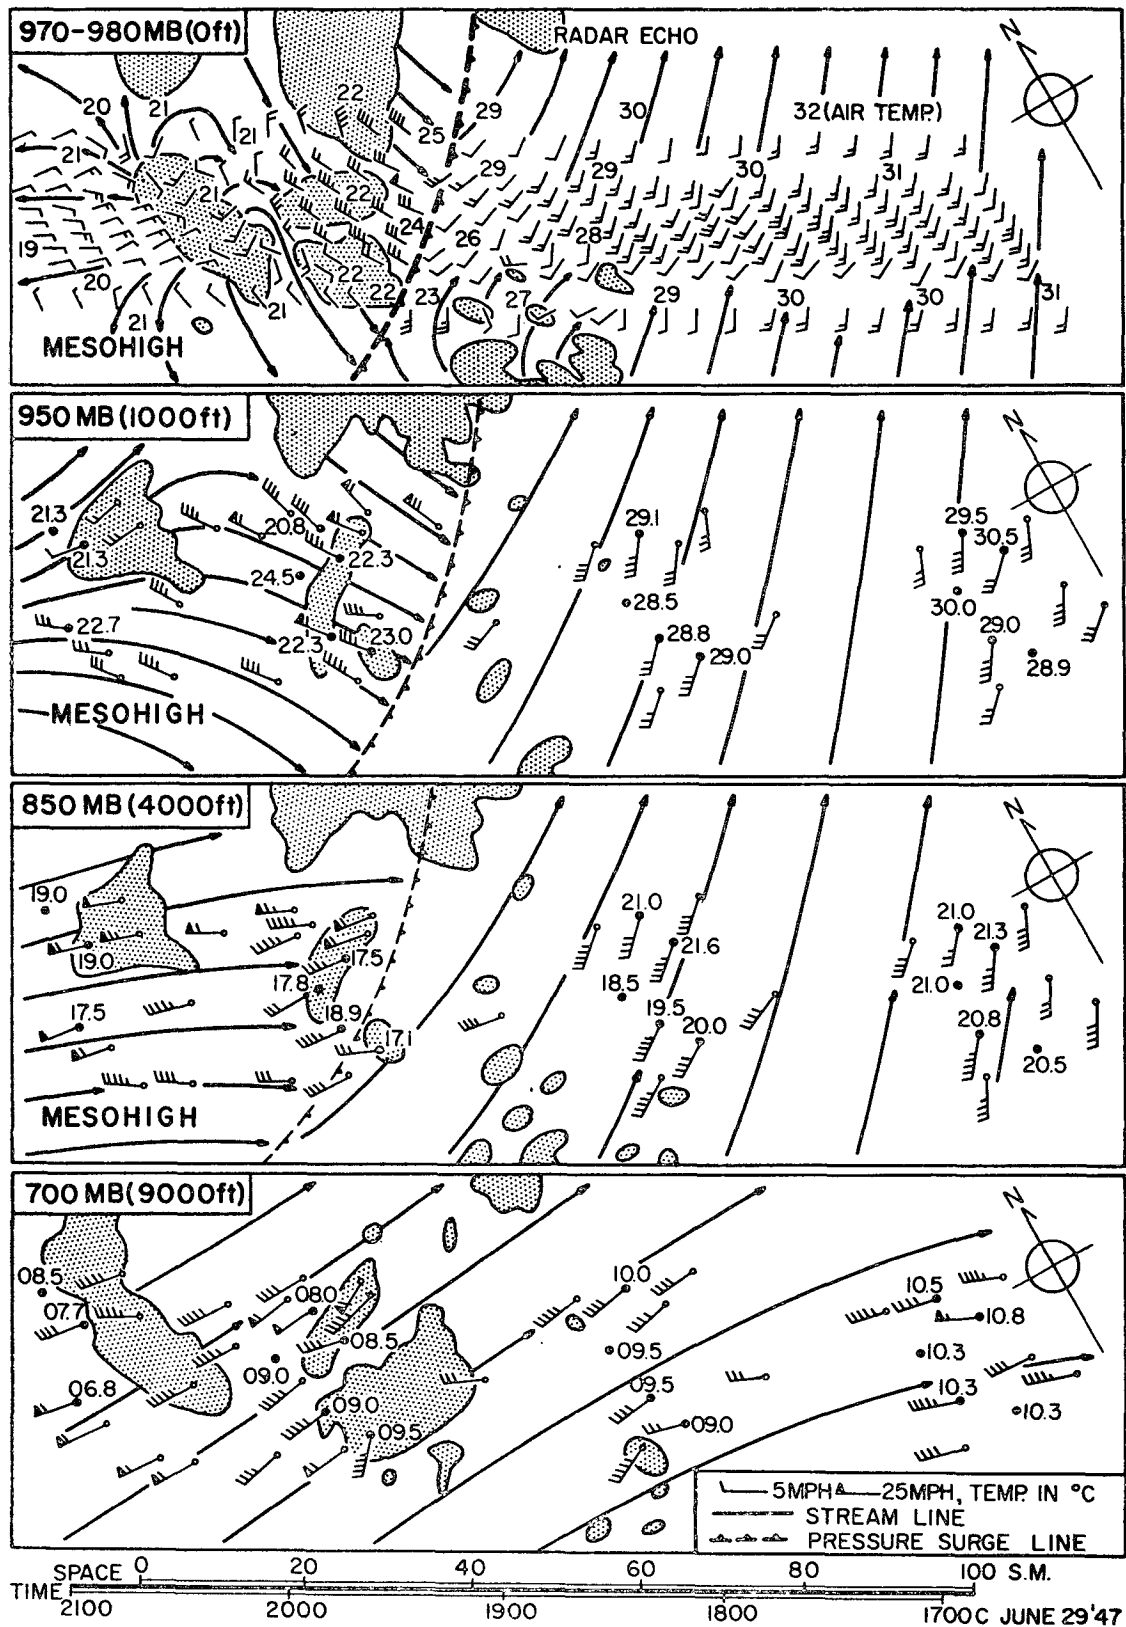 970-980MB(0ft)
RADAR ECHO
N
20 21 22 29 30 32(AIR TEMP.)
21 21 25
21 22 29 29 30 31
19 24 26 28
20 21 22 22 23 27 29 30 30 31
21
MESOHIGH
950 MB(1000ft)
N
21.3 20.8 29.1 29.5 30.5
21.3 24.5 22.3 28.5 30.0
22.7 22.3 23.0 28.8 29.0 29.0 28.9
MESOHIGH
850 MB(4000ft)
N
19.0 21.0 21.0
19.0 17.5 21.6 21.3
17.8 18.5 21.0
17.5 18.9 17.1 19.5 20.0 20.8 20.5
MESOHIGH
700 MB(9000ft)
N
08.5 08.0 10.0 10.5
07.7 08.5 10.8
09.0 09.5 10.3
06.8 09.0 09.5 10.3
09.5 09.0 10.3
5MPH 25MPH, TEMP. IN °C
STREAM LINE
PRESSURE SURGE LINE
SPACE 0 20 40 60 80 100 S.M.
TIME
2100 2000 1900 1800 1700C JUNE 29'47